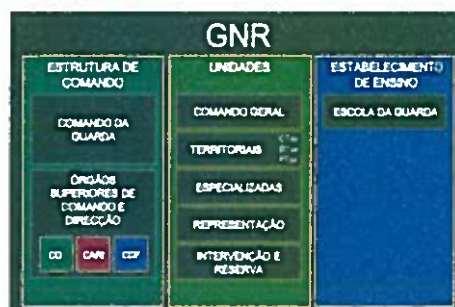 GNR
ESTRUTURA DE
COMANDO
COMANDO DA
GUARDA
ÓRGÃOS
SUPERIORES DE
COMANDO E
DIRECÇÃO
CO
CARI
CDF
UNIDADES
COMANDO GERAL
TERRITORIAIS
ESPECIALIZADAS
REPRESENTAÇÃO
INTERVENÇÃO E
RESERVA
ESTABELECIMENTO
DE ENSINO
ESCOLA DA GUARDA